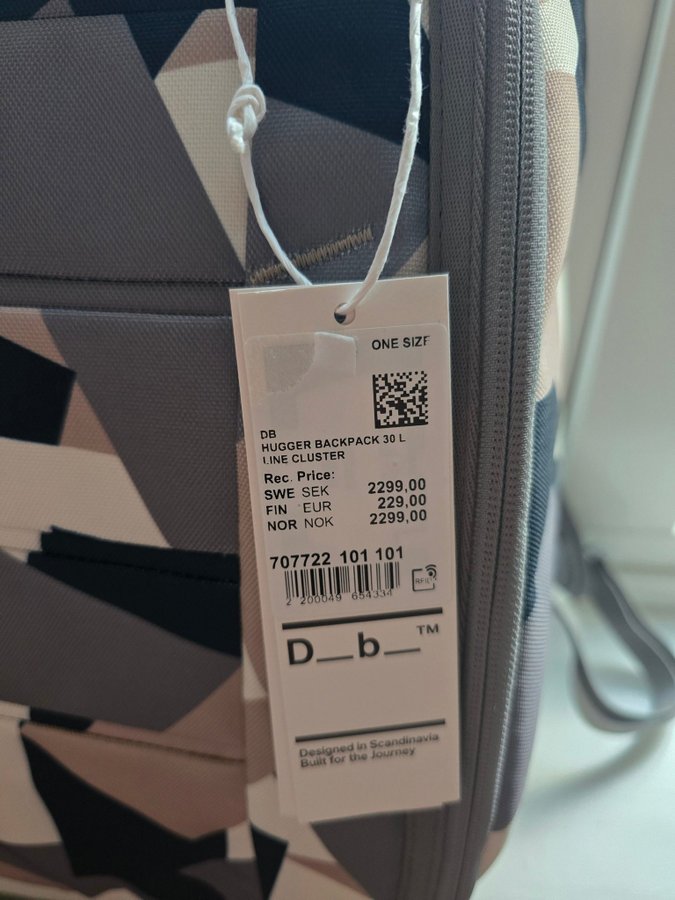 ONE SIZE
DB
HUGGER BACKPACK 30 L
LINE CLUSTER
Rec. Price:
SWE SEK 2299,00
FIN EUR 229,00
NOR NOK 2299,00
707722 101 101
RFID
2 200049 654334
D__b__™
Designed in Scandinavia
Built for the Journey